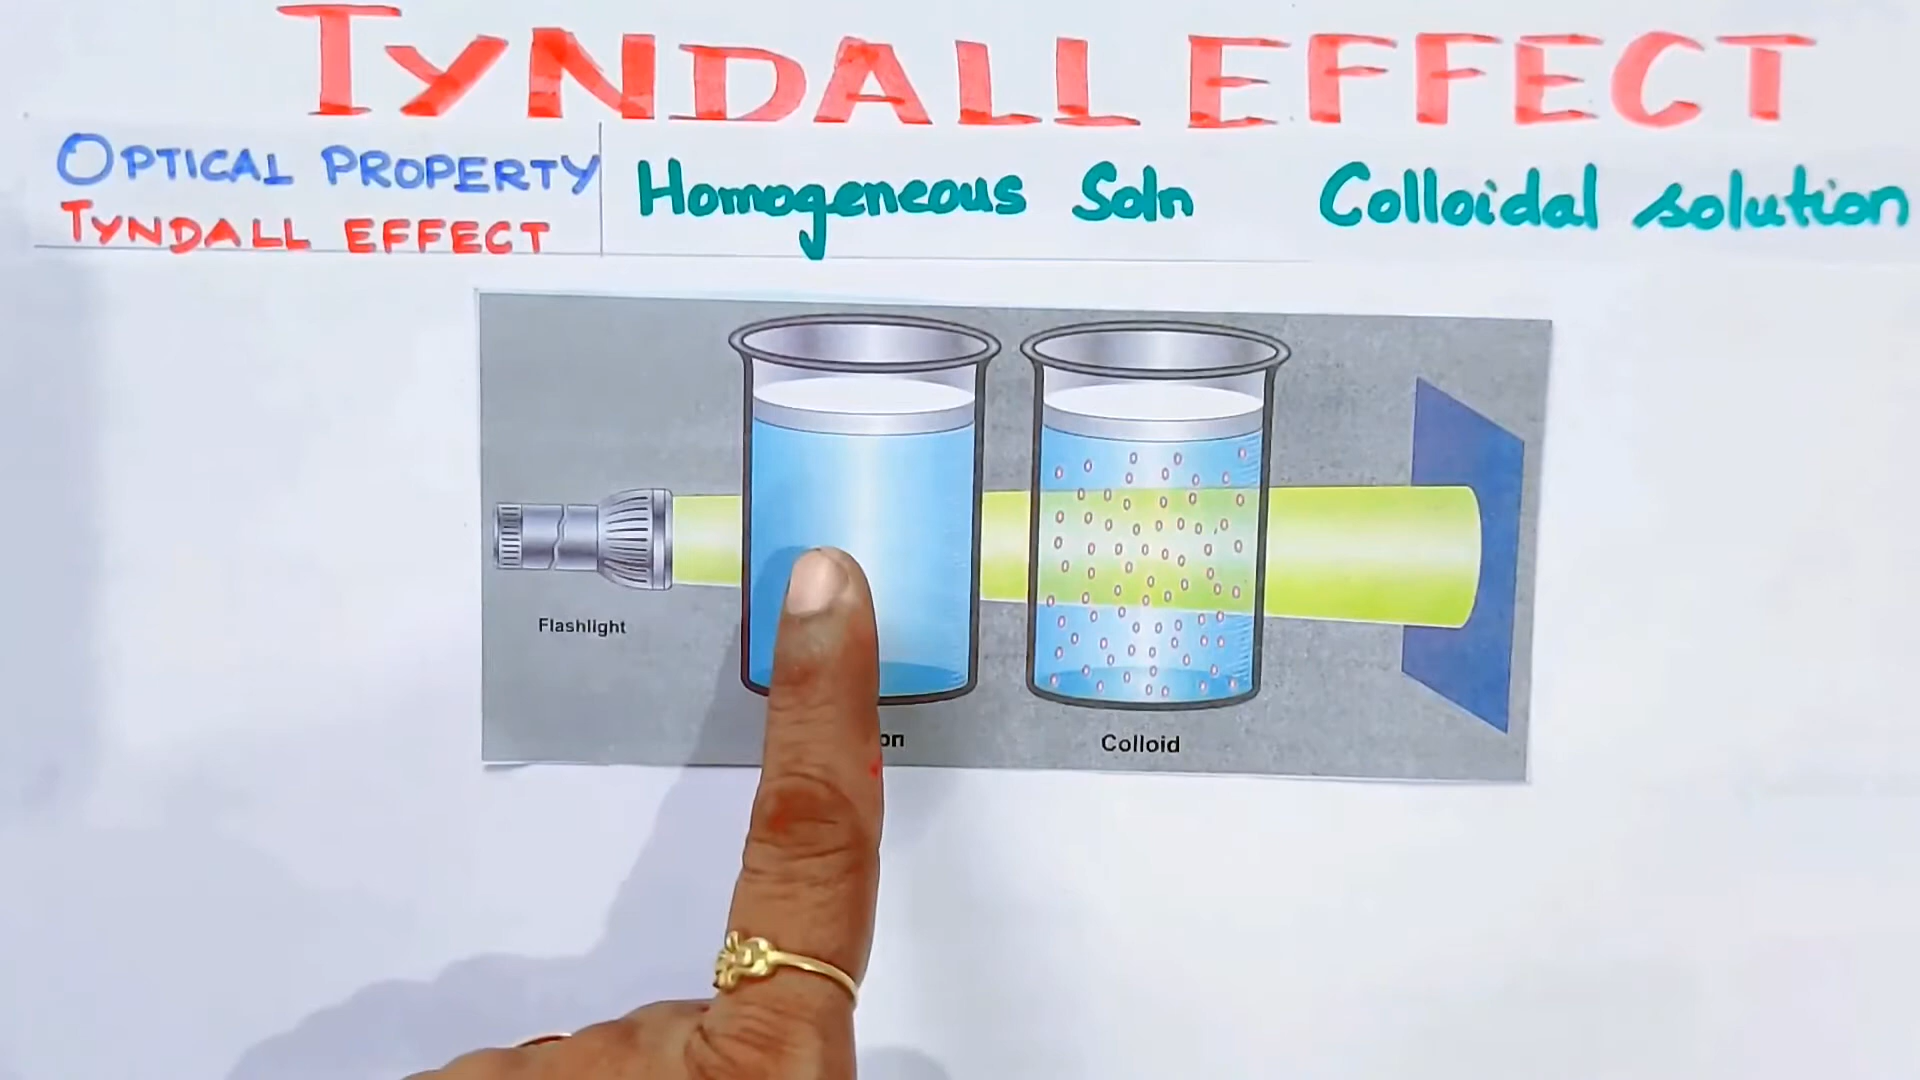 TYNDALL EFFECT
OPTICAL PROPERTY
TYNDALL EFFECT
Homogeneous Soln
Colloidal solution
Flashlight
Colloid